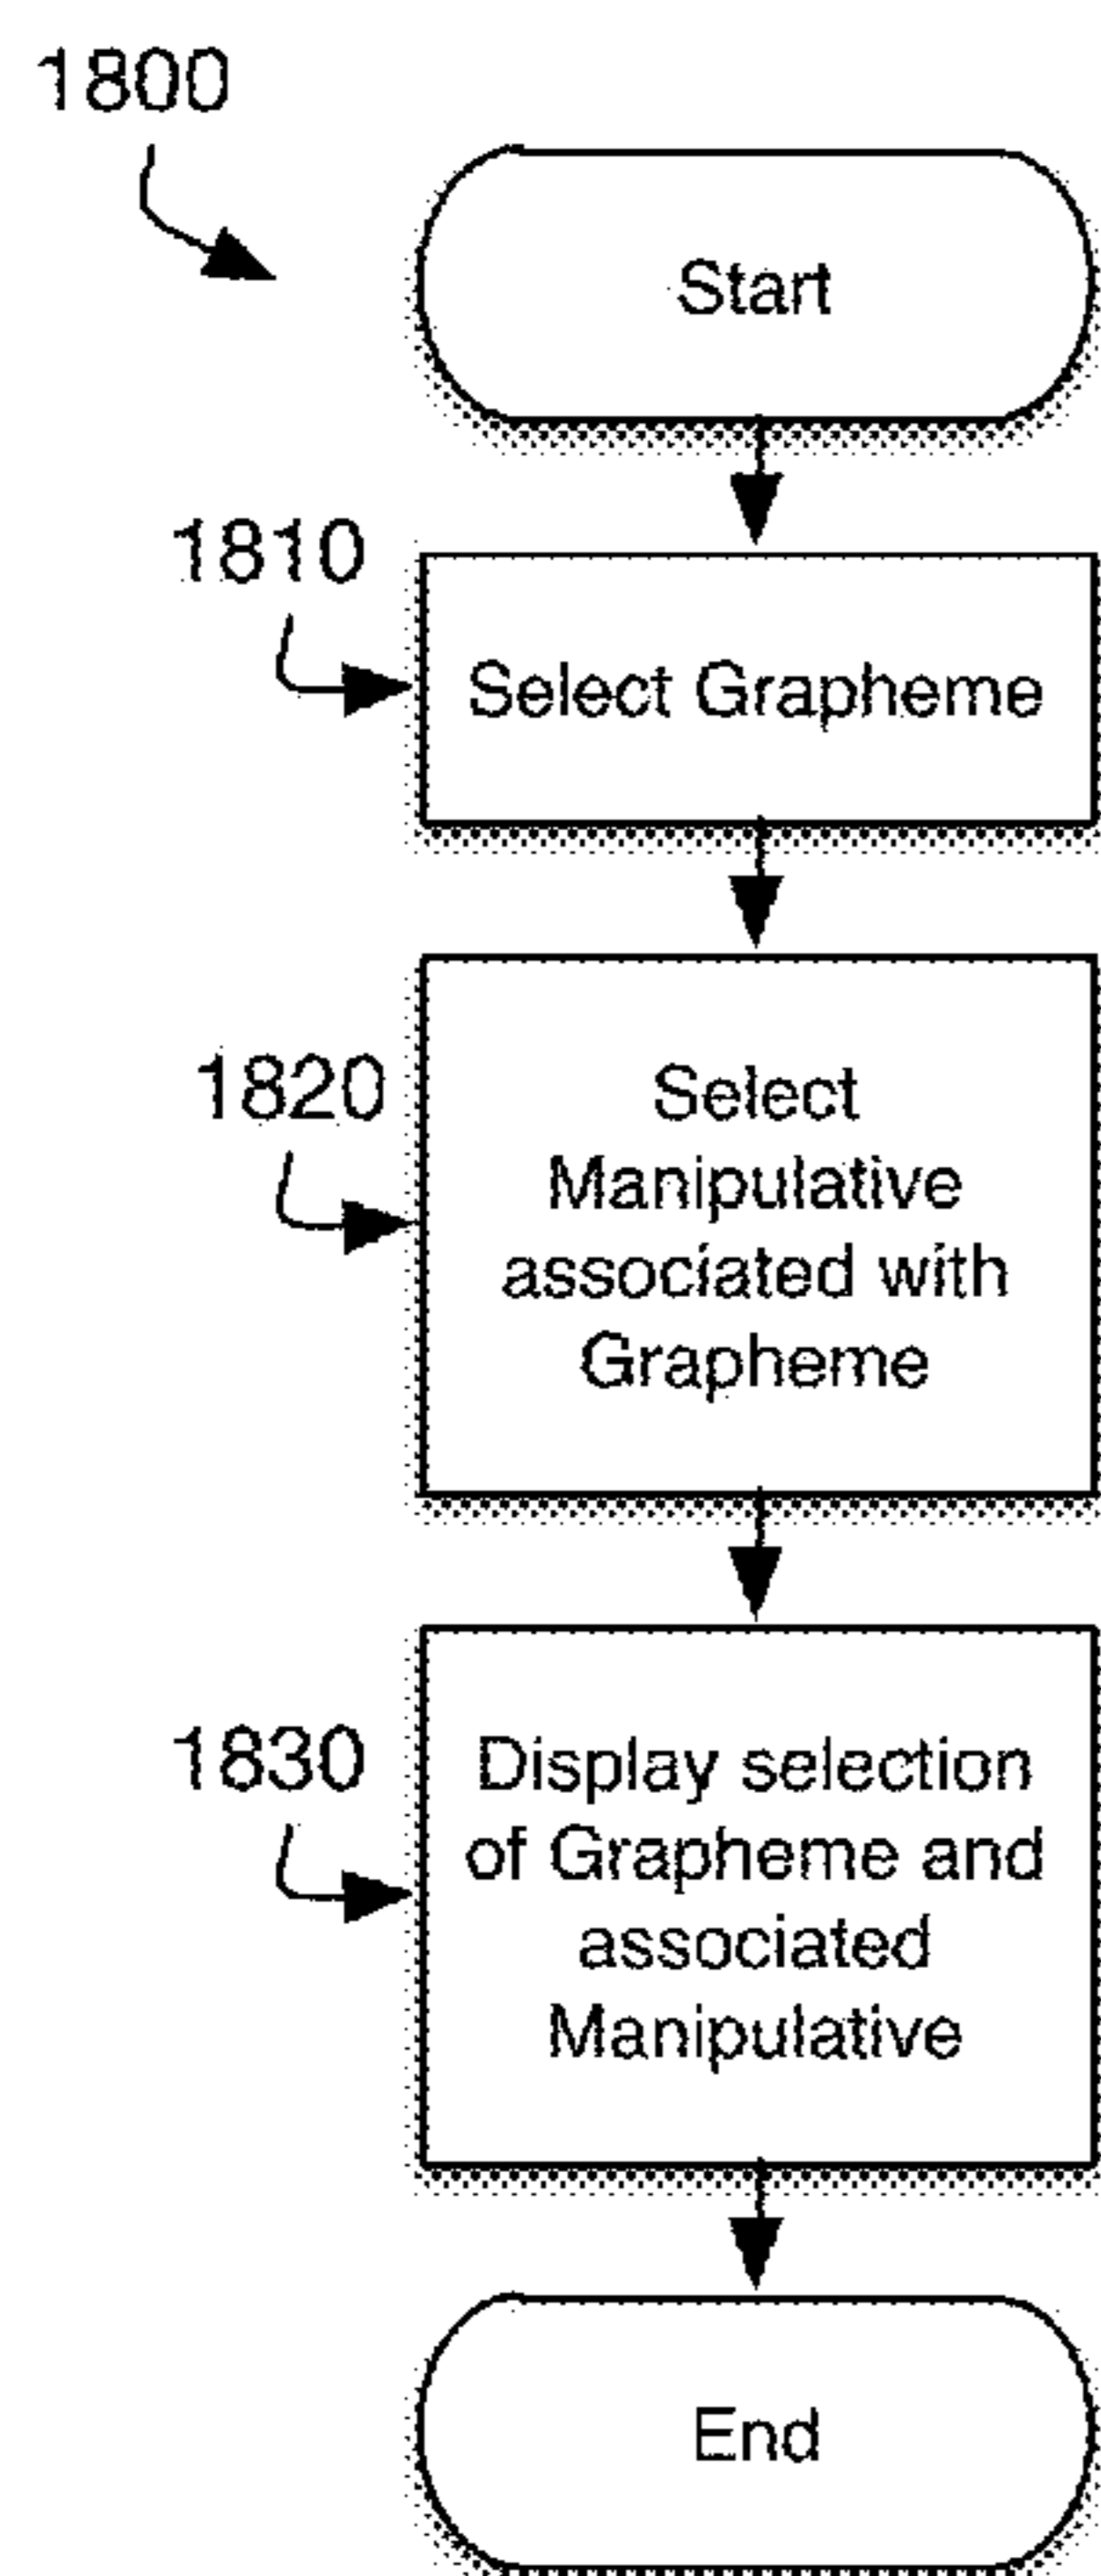 1800
Start
1810
Select Grapheme
1820
Select
Manipulative
associated with
Grapheme
1830
Display selection
of Grapheme and
associated
Manipulative
End